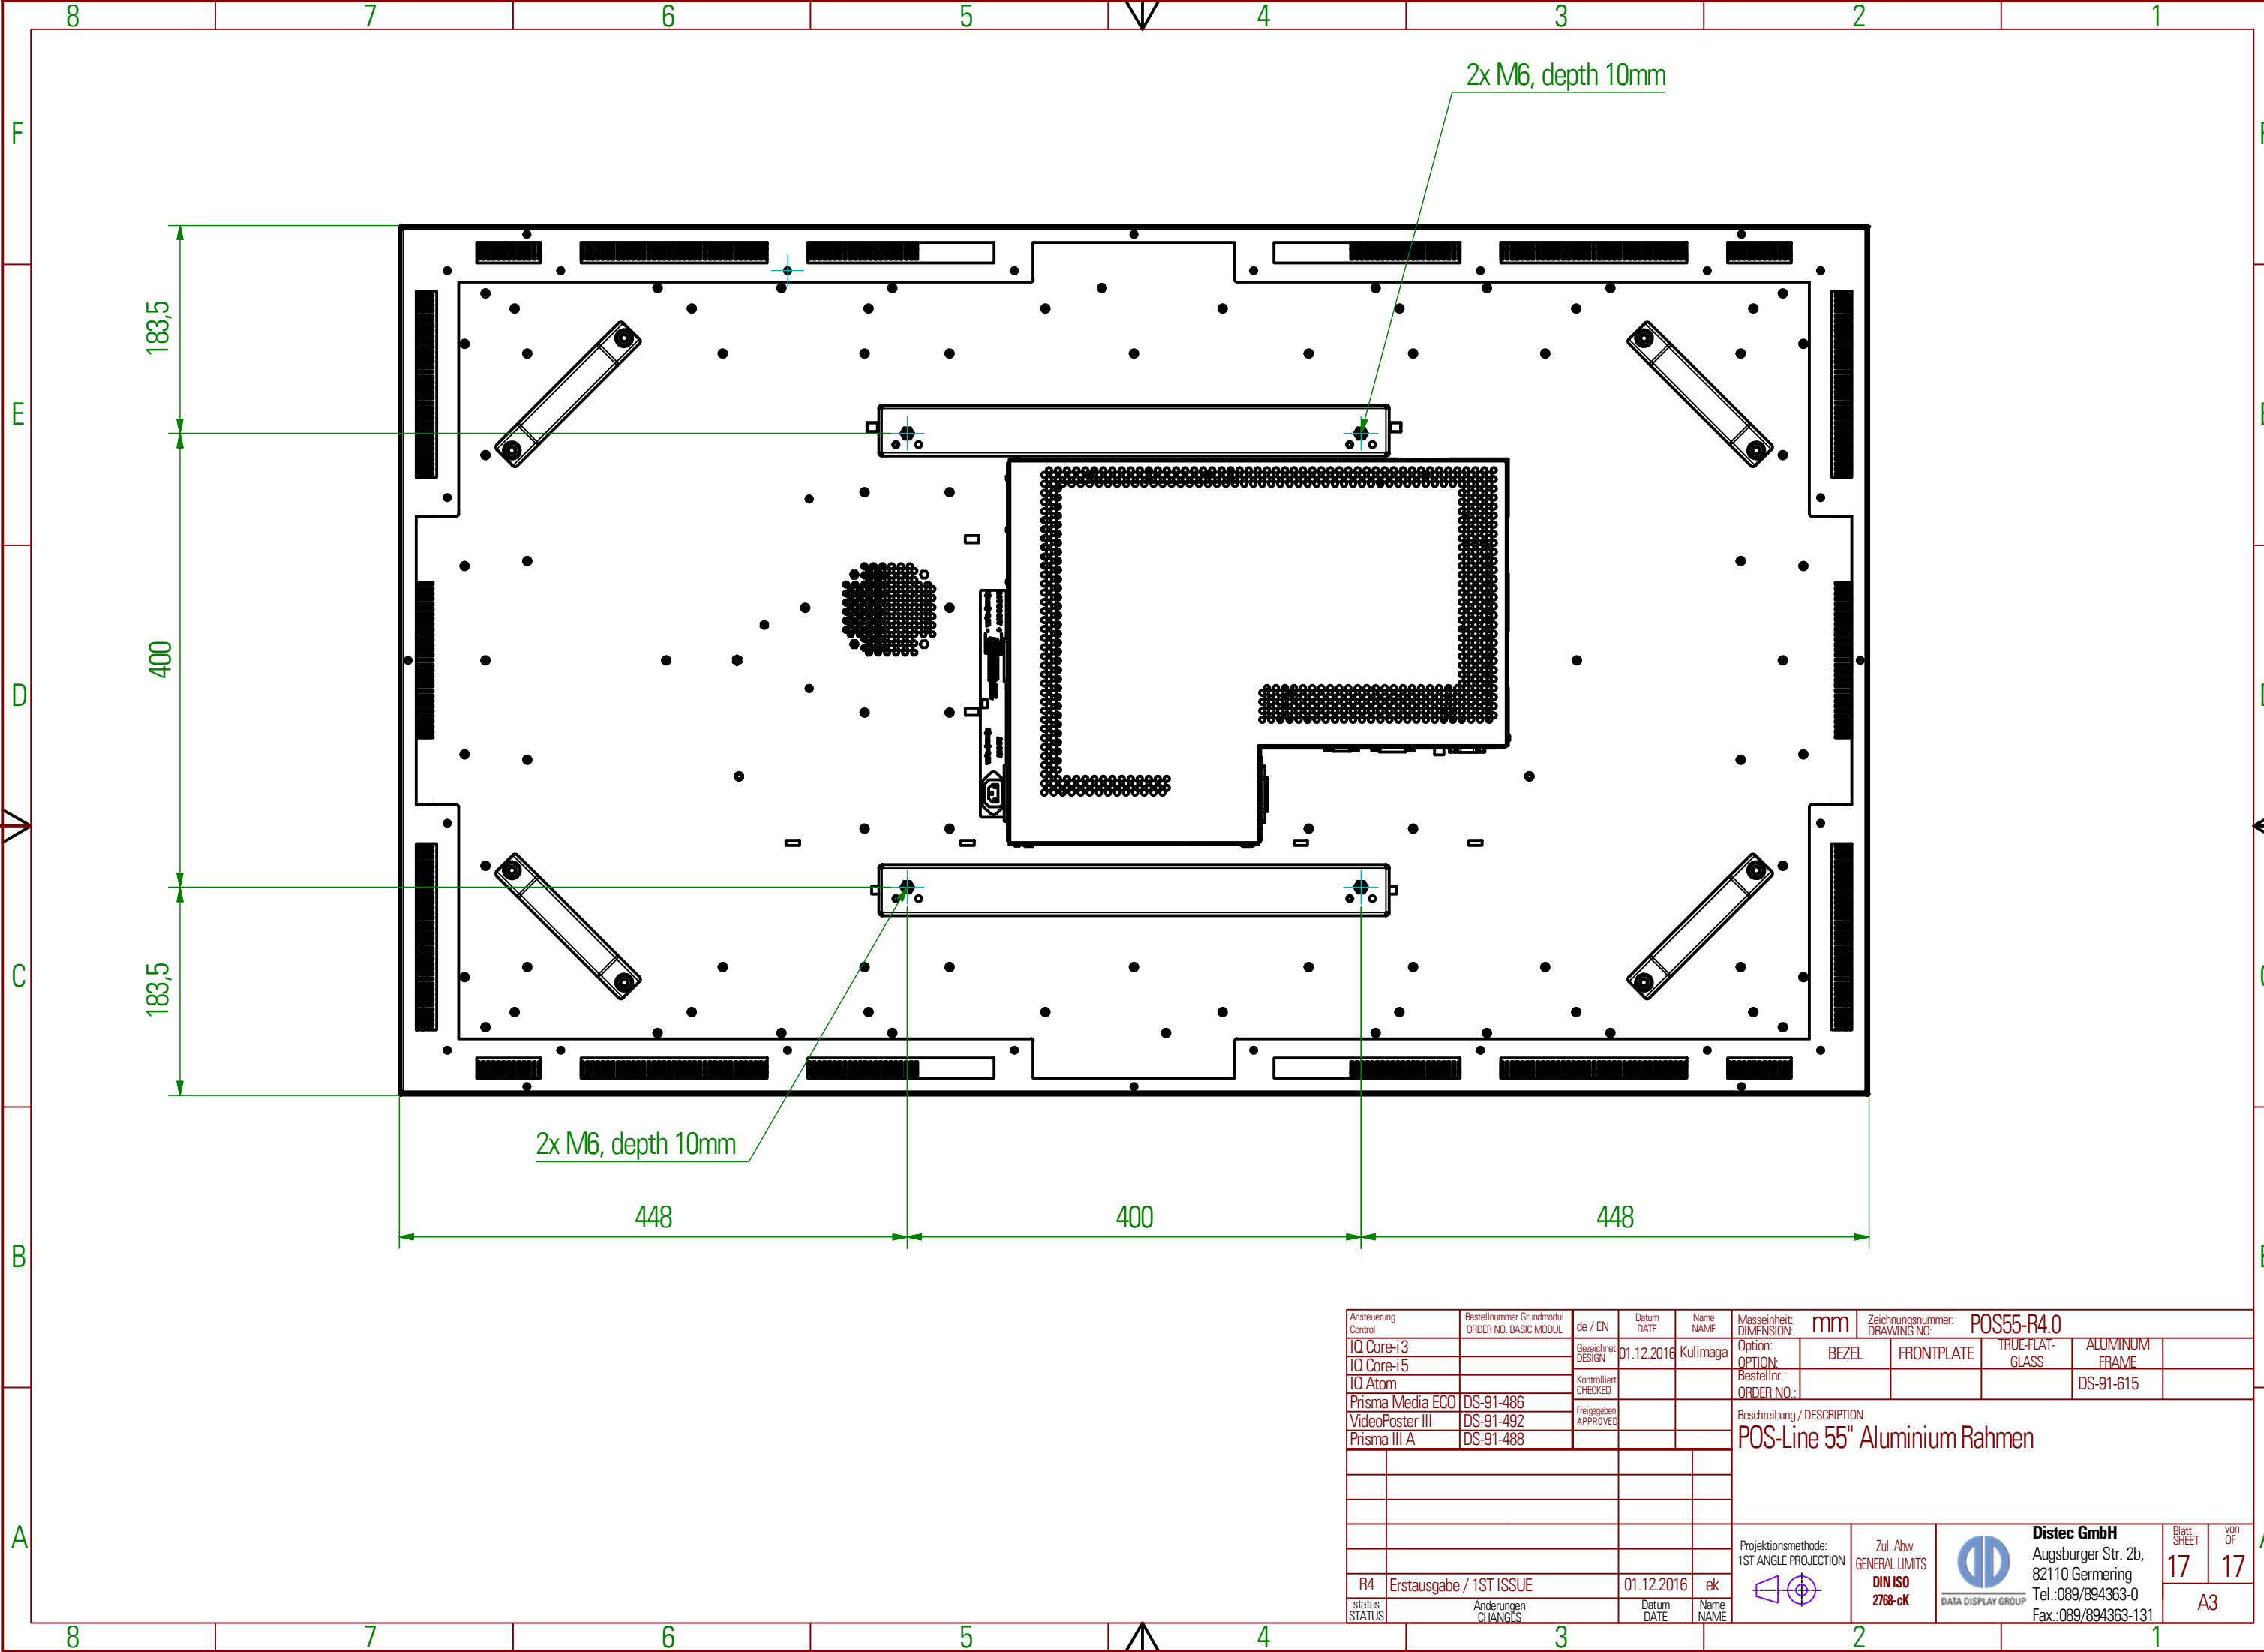 8 7 6 5 4 3 2 1
2x M6, depth 10mm
F
E
D
C
B
A
183,5
400
183,5
2x M6, depth 10mm
448 400 448
Ansteuerung
Control
Bestellnummer Grundmodul
ORDER NO. BASIC MODUL
IQ Core-i3
IQ Core-i5
IQ Atom
Prisma Media ECO DS-91-486
VideoPoster III DS-91-492
Prisma III A DS-91-488
de / EN
Datum
DATE
Name
NAME
Gezeichnet
DESIGN
01.12.2016 Kulimaga
Kontrolliert
CHECKED
Freigegeben
APPROVED
Masseinheit:
DIMENSION:
mm
Zeichnungsnummer:
DRAWING NO:
POS55-R4.0
Option:
OPTION:
BEZEL
FRONTPLATE
TRUE-FLAT-
GLASS
ALUMINUM
FRAME
Bestellnr.:
ORDER NO.:
DS-91-615
Beschreibung / DESCRIPTION
POS-Line 55" Aluminium Rahmen
R4 Erstausgabe / 1ST ISSUE 01.12.2016 ek
status
STATUS
Änderungen
CHANGES
Datum
DATE
Name
NAME
Projektionsmethode:
1ST ANGLE PROJECTION
Zul. Abw.
GENERAL LIMITS
DIN ISO
2768-cK
DATA DISPLAY GROUP
Distec GmbH
Augsburger Str. 2b,
82110 Germering
Tel.:089/894363-0
Fax.:089/894363-131
Blatt
SHEET
17
von
OF
17
A3
8 7 6 5 4 3 2 1